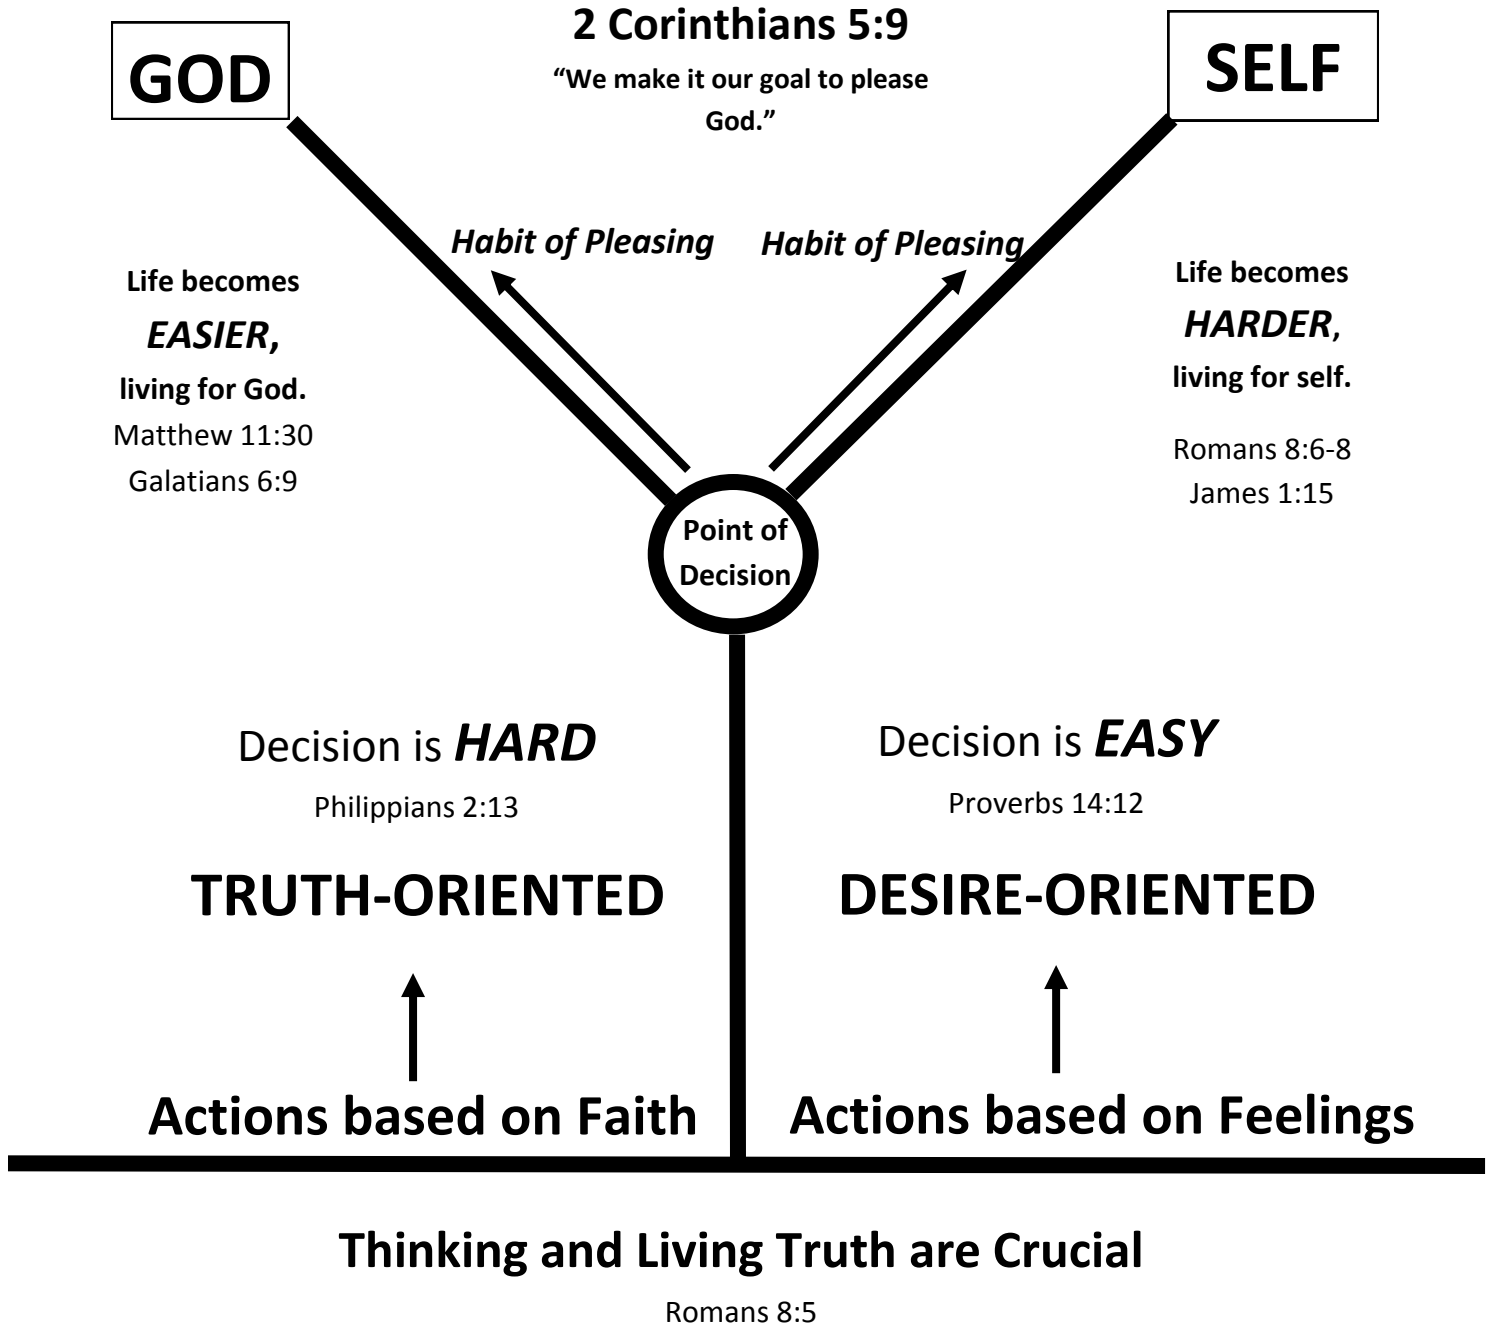 2 Corinthians 5:9
GOD
SELF
“We make it our goal to please
God.”
Habit of Pleasing
Habit of Pleasing
Life becomes
EASIER,
living for God.
Matthew 11:30
Galatians 6:9
Life becomes
HARDER,
living for self.
Romans 8:6-8
James 1:15
Point of
Decision
Decision is HARD
Philippians 2:13
TRUTH-ORIENTED
Actions based on Faith
Decision is EASY
Proverbs 14:12
DESIRE-ORIENTED
Actions based on Feelings
Thinking and Living Truth are Crucial
Romans 8:5